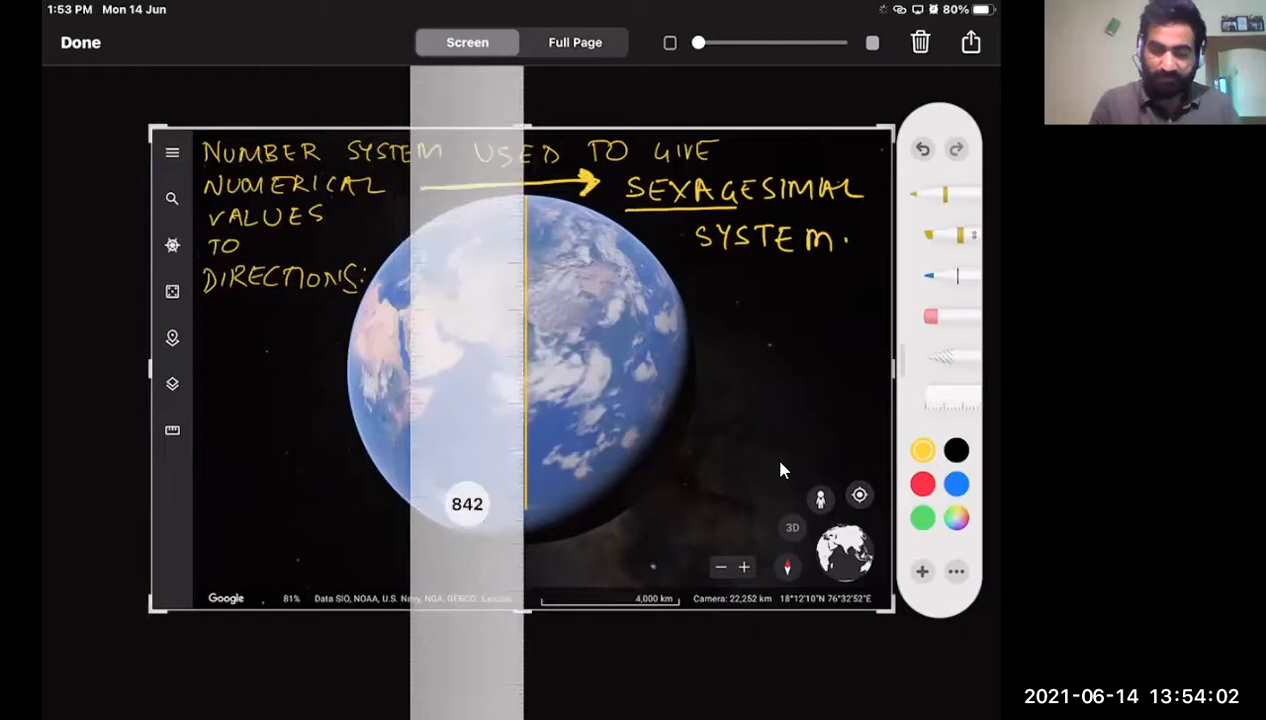 1:53 PM Mon 14 Jun
80%
Done
Screen
Full Page
NUMBER SYSTEM USED TO GIVE
NUMERICAL
VALUES
TO
DIRECTIONS:
SEXAGESIMAL
SYSTEM.
842
3D
Google
81%
Data SIO, NOAA, U.S. Navy, NGA, GEBCO.
4,000 km
Camera: 22,252 km
18°12'10"N 76°32'52"E
2021-06-14 13:54:02